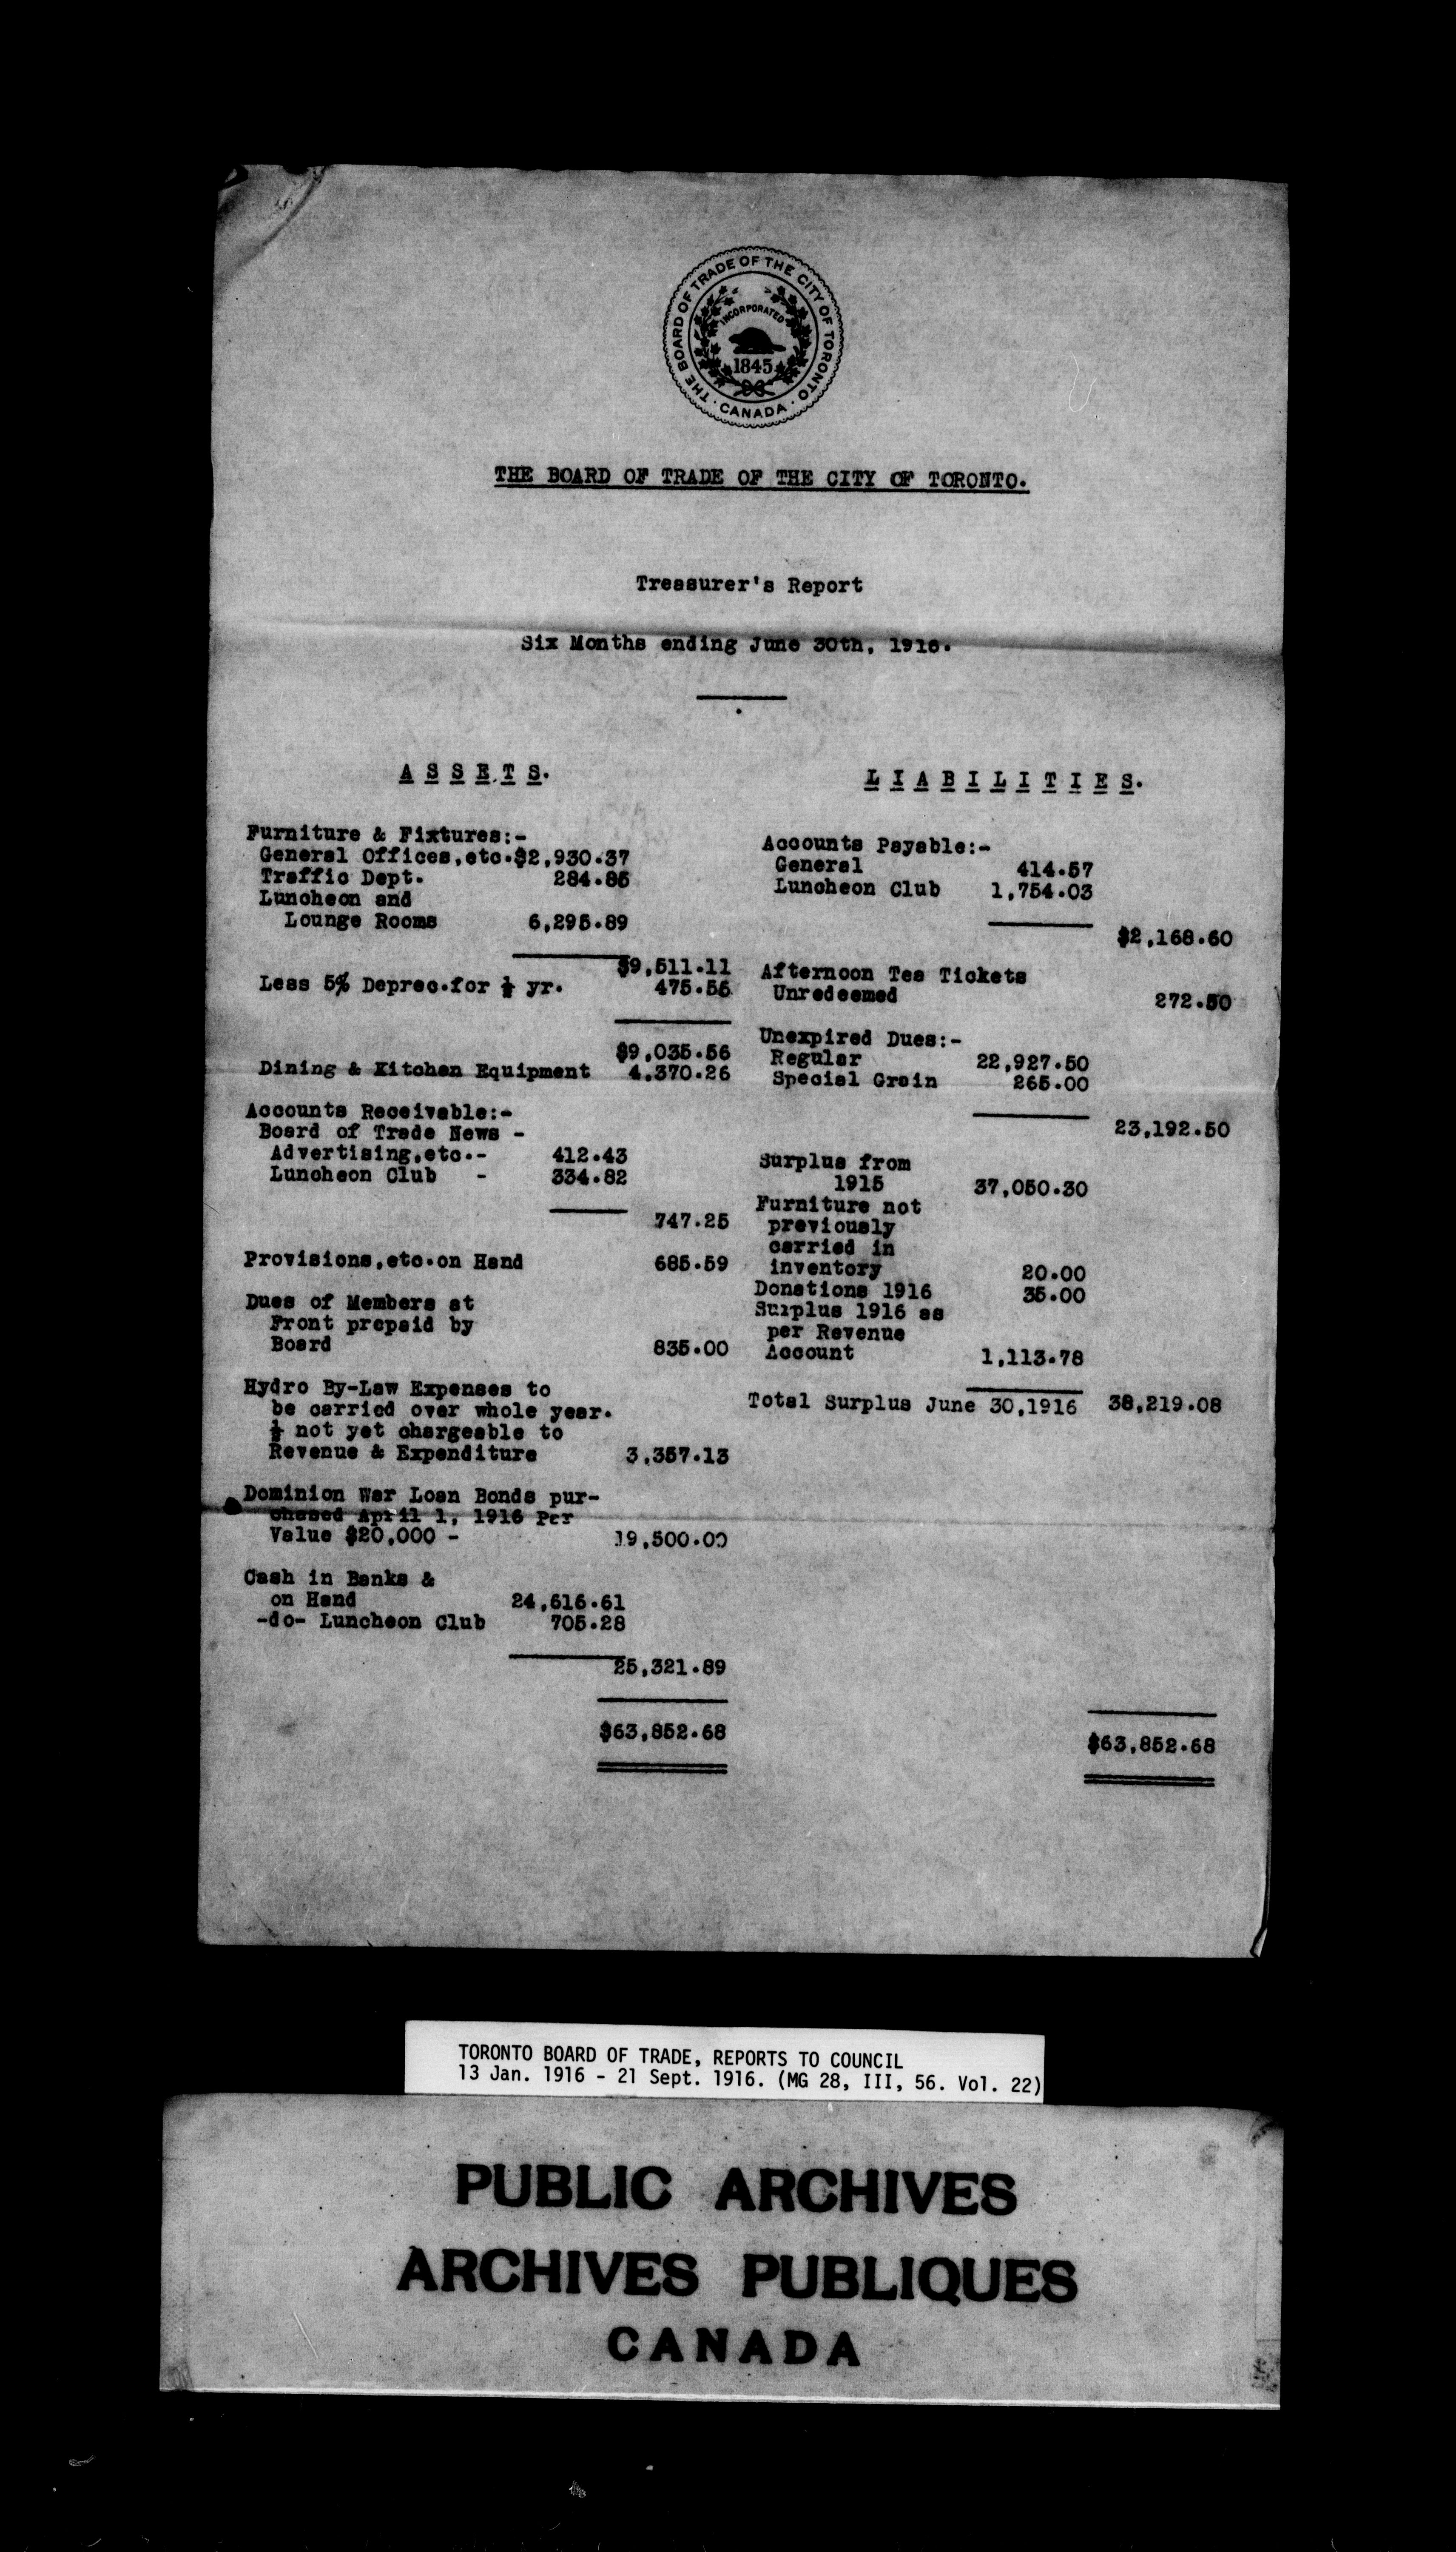 THE BOARD OF TRADE OF THE CITY OF TORONTO
INCORPORATED
1845
· CANADA ·
THE BOARD OF TRADE OF THE CITY OF TORONTO.
Treasurer's Report
Six Months ending June 30th, 1916.
A S S E T S.
Furniture & Fixtures:-
General Offices,etc.$2,930.37
Traffic Dept. 284.85
Luncheon and
Lounge Rooms 6,295.89
$9,511.11
Less 5% Deprec.for ½ yr. 475.55
$9,035.56
Dining & Kitchen Equipment 4,370.26
Accounts Receivable:-
Board of Trade News -
Advertising,etc.- 412.43
Luncheon Club - 334.82
747.25
Provisions,etc.on Hand 685.59
Dues of Members at
Front prepaid by
Board 835.00
Hydro By-Law Expenses to
be carried over whole year.
½ not yet chargeable to
Revenue & Expenditure 3,357.13
Dominion War Loan Bonds pur-
chased April 1, 1916 Par
Value $20,000 - 19,500.00
Cash in Banks &
on Hand 24,616.61
-do- Luncheon Club 705.28
25,321.89
$63,852.68
L I A B I L I T I E S.
Accounts Payable:-
General 414.57
Luncheon Club 1,754.03
$2,168.60
Afternoon Tea Tickets
Unredeemed 272.50
Unexpired Dues:-
Regular 22,927.50
Special Grain 265.00
23,192.50
Surplus from
1915 37,050.30
Furniture not
previously
carried in
inventory 20.00
Donations 1916 35.00
Surplus 1916 as
per Revenue
Account 1,113.78
Total Surplus June 30,1916 38,219.08
$63,852.68
TORONTO BOARD OF TRADE, REPORTS TO COUNCIL
13 Jan. 1916 - 21 Sept. 1916. (MG 28, III, 56. Vol. 22)
PUBLIC ARCHIVES
ARCHIVES PUBLIQUES
CANADA